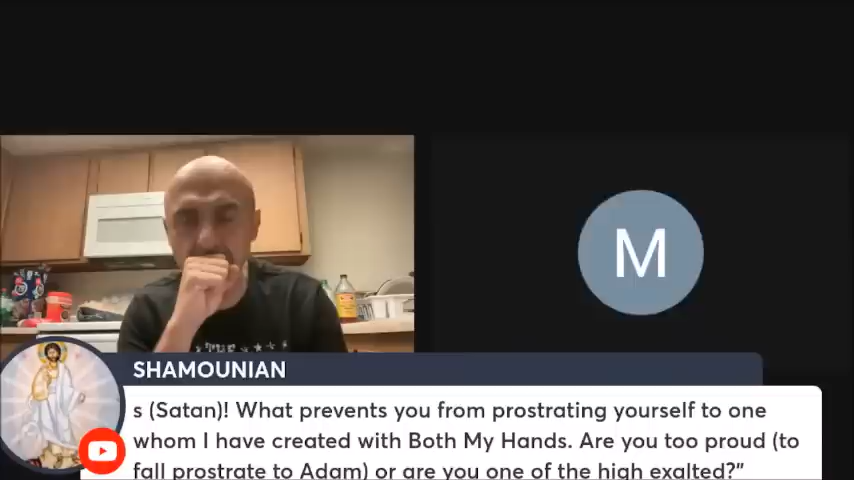 M
SHAMOUNIAN
s (Satan)! What prevents you from prostrating yourself to one
whom I have created with Both My Hands. Are you too proud (to
fall prostrate to Adam) or are you one of the high exalted?"